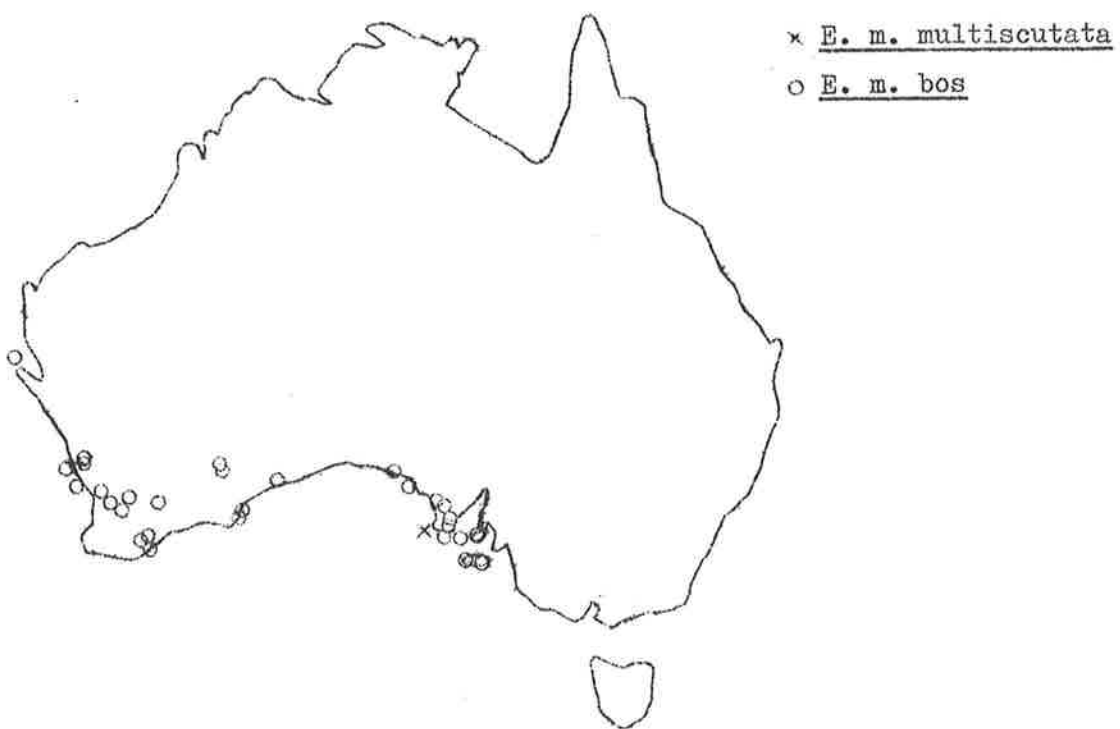 × E. m. multiscutata
○ E. m. bos